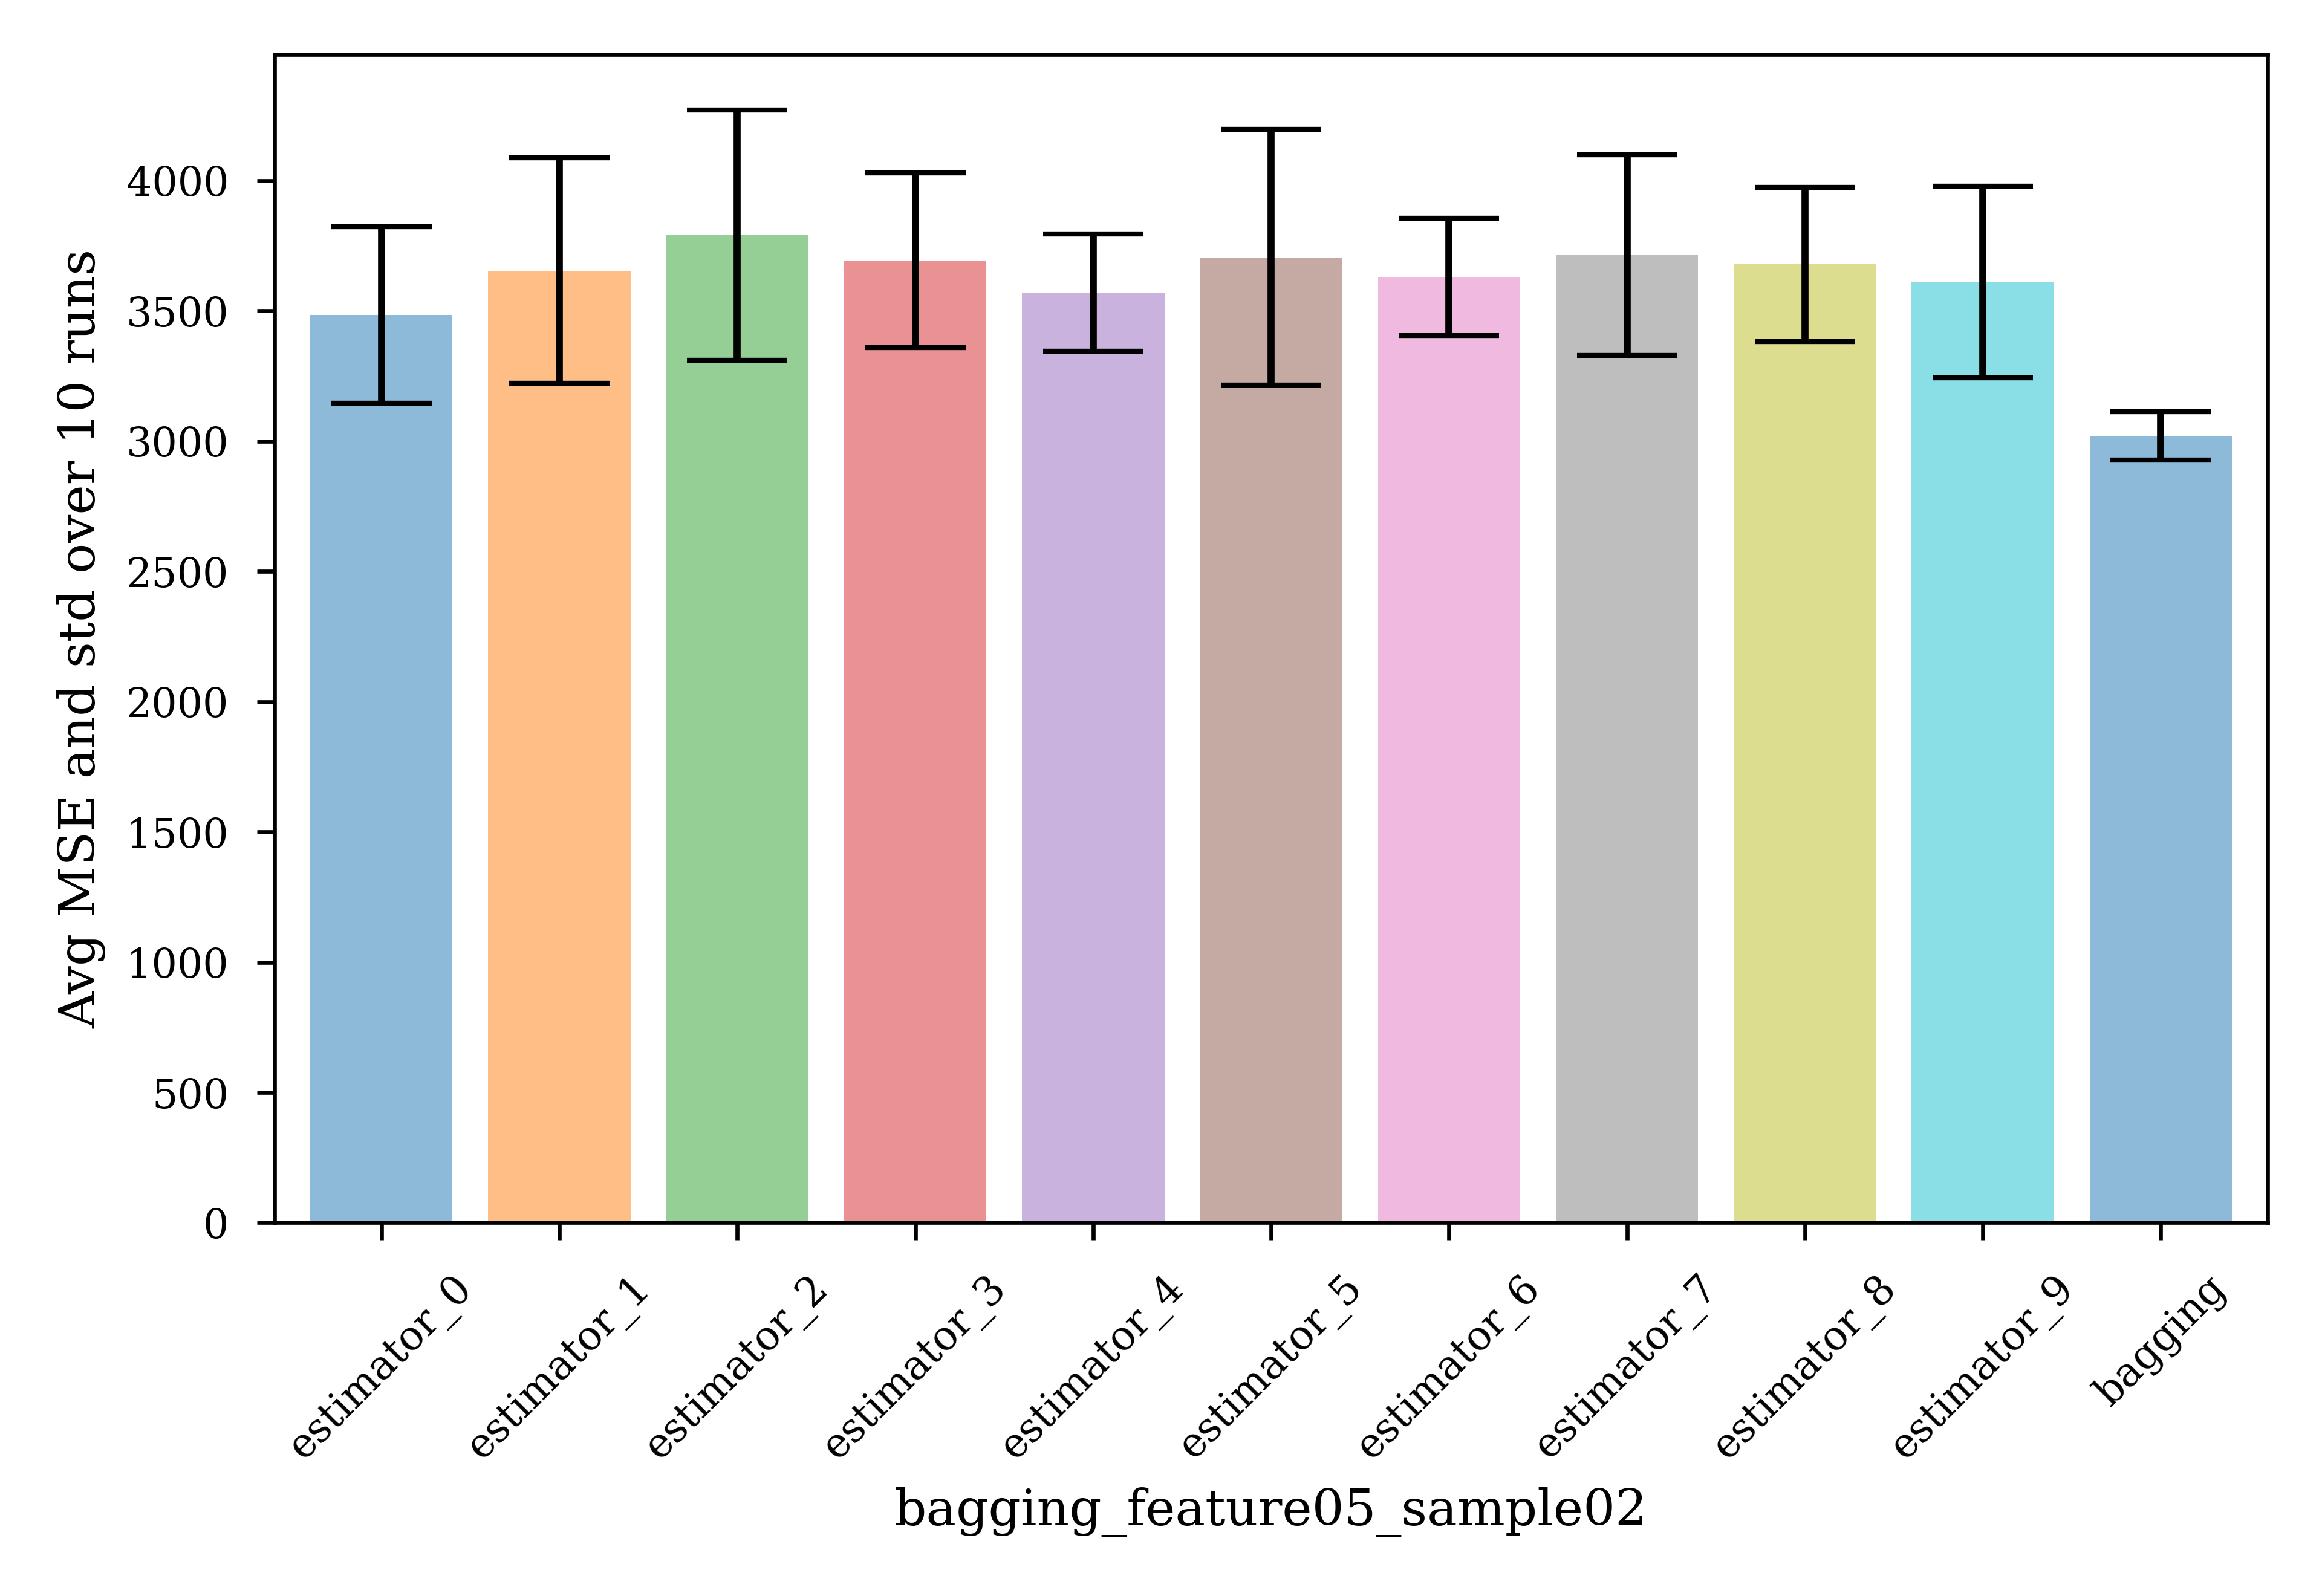 Avg MSE and std over 10 runs
4000
3500
3000
2500
2000
1500
1000
500
0
estimator_0
estimator_1
estimator_2
estimator_3
estimator_4
estimator_5
estimator_6
estimator_7
estimator_8
estimator_9
bagging
bagging_feature05_sample02